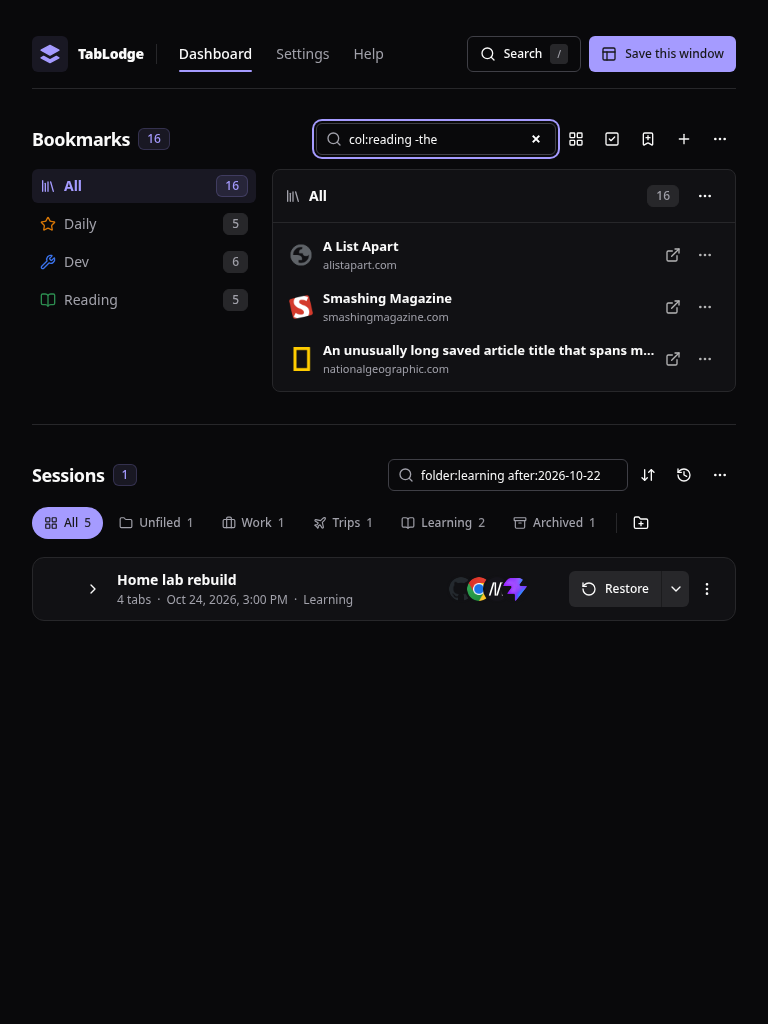 TabLodge
Dashboard
Settings
Help
Search /
Save this window
Bookmarks 16
col:reading -the
All 16
Daily 5
Dev 6
Reading 5
All 16
A List Apart
alistapart.com
Smashing Magazine
smashingmagazine.com
An unusually long saved article title that spans m...
nationalgeographic.com
Sessions 1
folder:learning after:2026-10-22
All 5
Unfiled 1
Work 1
Trips 1
Learning 2
Archived 1
Home lab rebuild
4 tabs · Oct 24, 2026, 3:00 PM · Learning
Restore